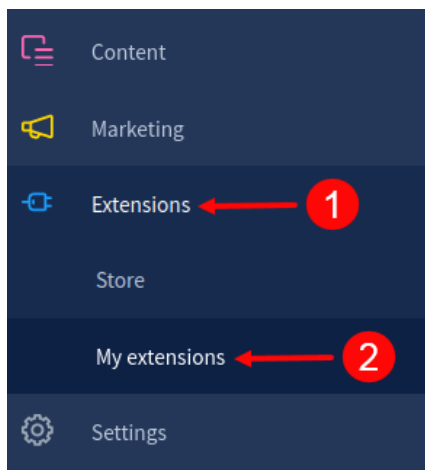 Content
Marketing
Extensions 1
Store
My extensions 2
Settings